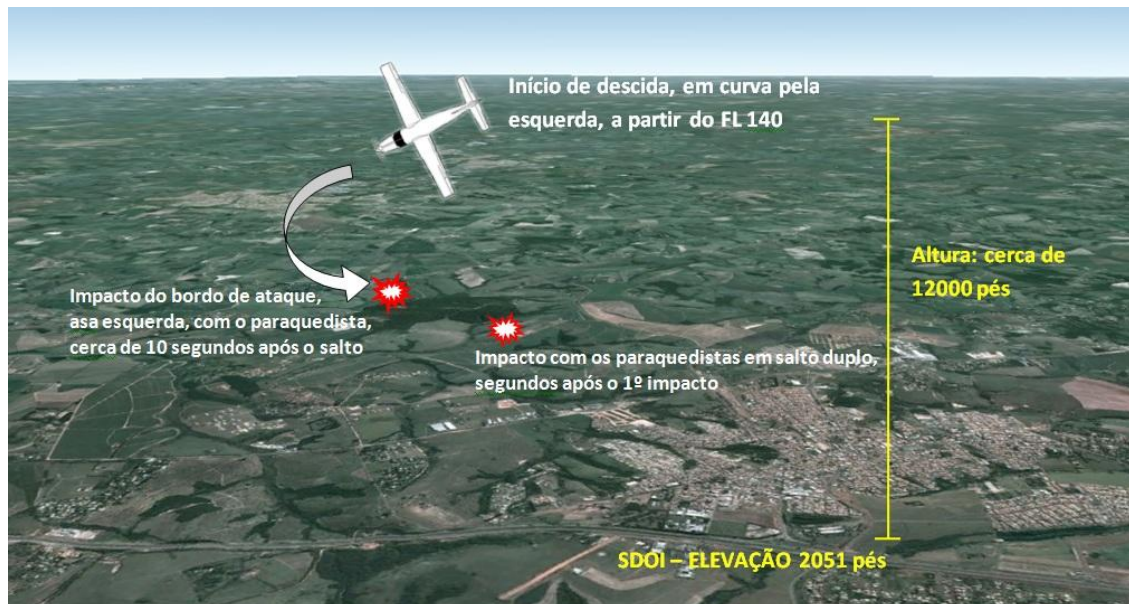 Início de descida, em curva pela
esquerda, a partir do FL 140
Altura: cerca de
12000 pés
Impacto do bordo de ataque,
asa esquerda, com o paraquedista,
cerca de 10 segundos após o salto
Impacto com os paraquedistas em salto duplo,
segundos após o 1º impacto
SDOI – ELEVAÇÃO 2051 pés